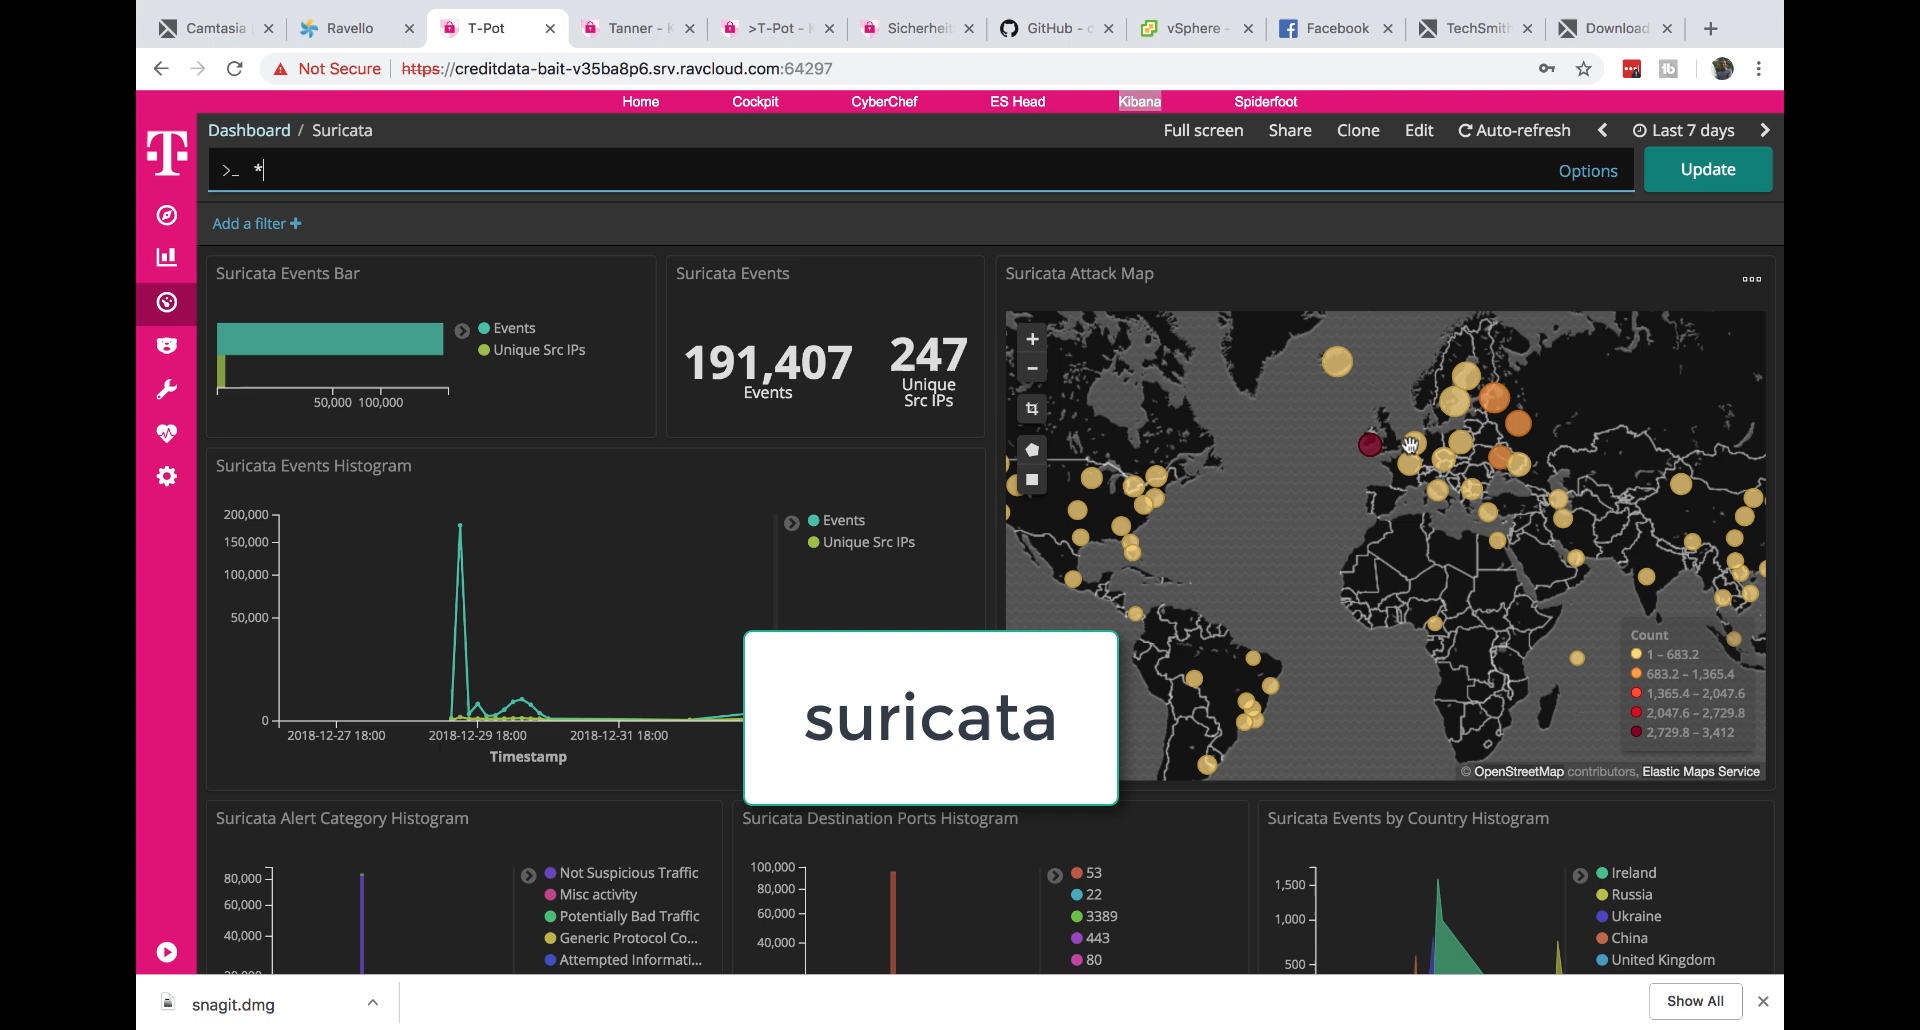 Camtasia
Ravello
T-Pot
Tanner - K
>T-Pot - K
Sicherheit
GitHub - d
vSphere -
Facebook
TechSmith
Download
Not Secure
https://creditdata-bait-v35ba8p6.srv.ravcloud.com:64297
Home
Cockpit
CyberChef
ES Head
Kibana
Spiderfoot
Dashboard / Suricata
Full screen
Share
Clone
Edit
Auto-refresh
Last 7 days
>_ *
Options
Update
Add a filter +
Suricata Events Bar
Events
Unique Src IPs
50,000 100,000
Suricata Events
191,407
Events
247
Unique
Src IPs
Suricata Attack Map
+
−
Count
1 – 683.2
683.2 – 1,365.4
1,365.4 – 2,047.6
2,047.6 – 2,729.8
2,729.8 – 3,412
© OpenStreetMap contributors, Elastic Maps Service
Suricata Events Histogram
200,000
150,000
100,000
50,000
0
2018-12-27 18:00
2018-12-29 18:00
2018-12-31 18:00
Timestamp
Events
Unique Src IPs
suricata
Suricata Alert Category Histogram
80,000
60,000
40,000
20,000
Not Suspicious Traffic
Misc activity
Potentially Bad Traffic
Generic Protocol Co...
Attempted Informati...
Suricata Destination Ports Histogram
100,000
80,000
60,000
40,000
53
22
3389
443
80
Suricata Events by Country Histogram
1,500
1,000
500
Ireland
Russia
Ukraine
China
United Kingdom
snagit.dmg
Show All